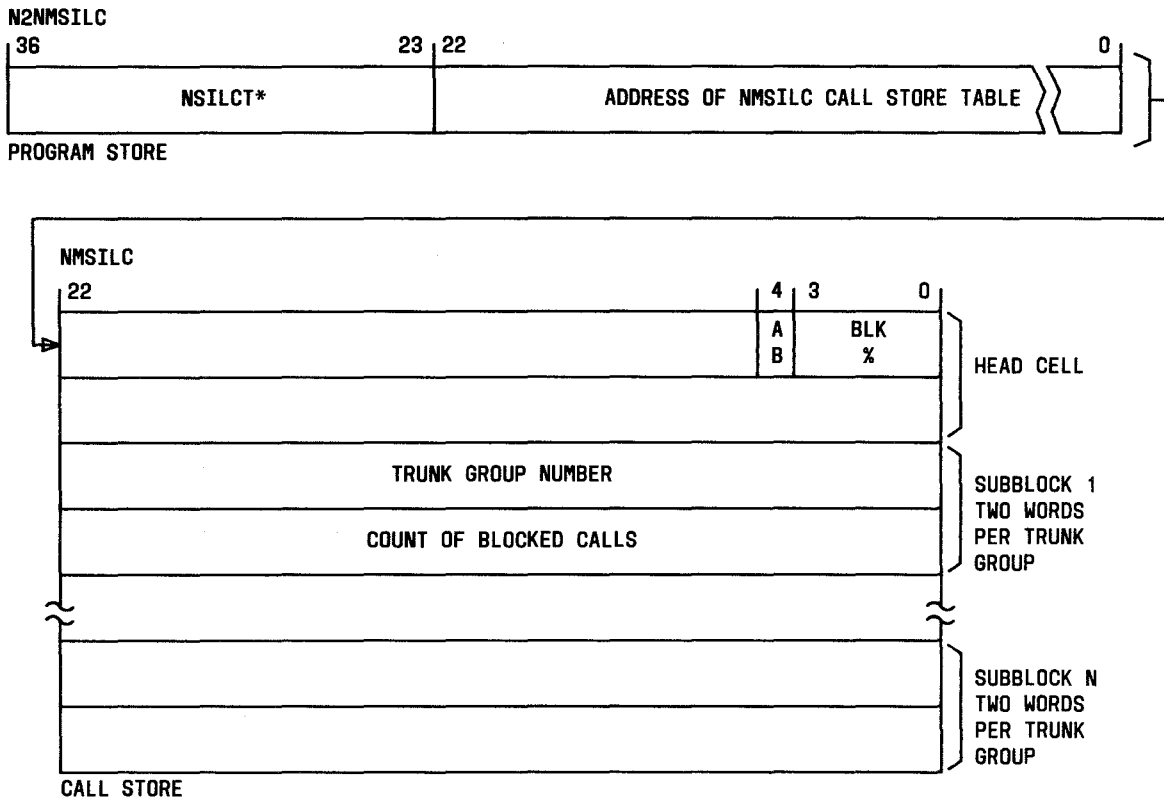 N2NMSILC
36 23 22 0
NSILCT* ADDRESS OF NMSILC CALL STORE TABLE
PROGRAM STORE
NMSILC
22 4 3 0
A BLK
B %
HEAD CELL
TRUNK GROUP NUMBER
COUNT OF BLOCKED CALLS
SUBBLOCK 1
TWO WORDS
PER TRUNK
GROUP
SUBBLOCK N
TWO WORDS
PER TRUNK
GROUP
CALL STORE